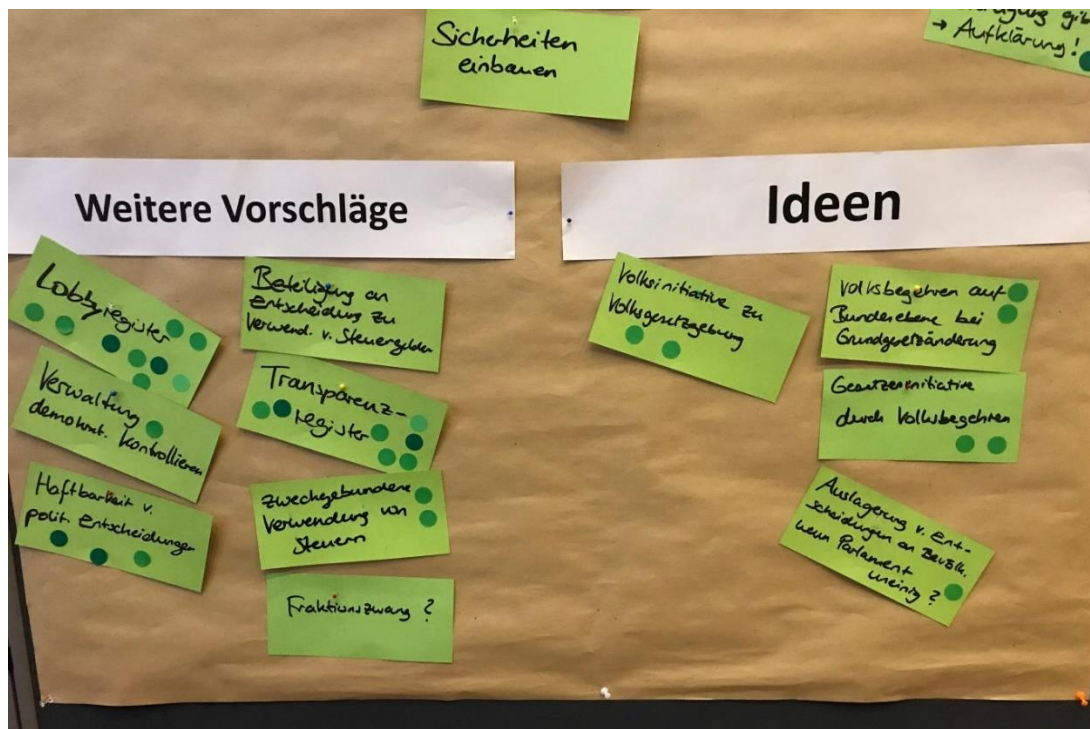 Sicherheiten
einbauen
→ Aufklärung!
Weitere Vorschläge
Lobbyregister
Verwaltung
demokrat. kontrollieren
Haftbarkeit v.
polit. Entscheidungen
Beteiligung an
Entscheidung zu
Verwend. v. Steuergelder
Transparenz-
register
zweckgebundene
Verwendung von
Steuern
Fraktionszwang ?
Ideen
Volksinitiative zu
Volksgesetzgebung
Volksbegehren auf
Bundesebene bei
Grundgesetzänderung
durch Volksbegehren
Auslagerung v. Ent-
scheidungen an Bevölk.
wenn Parlament
uneinig ?